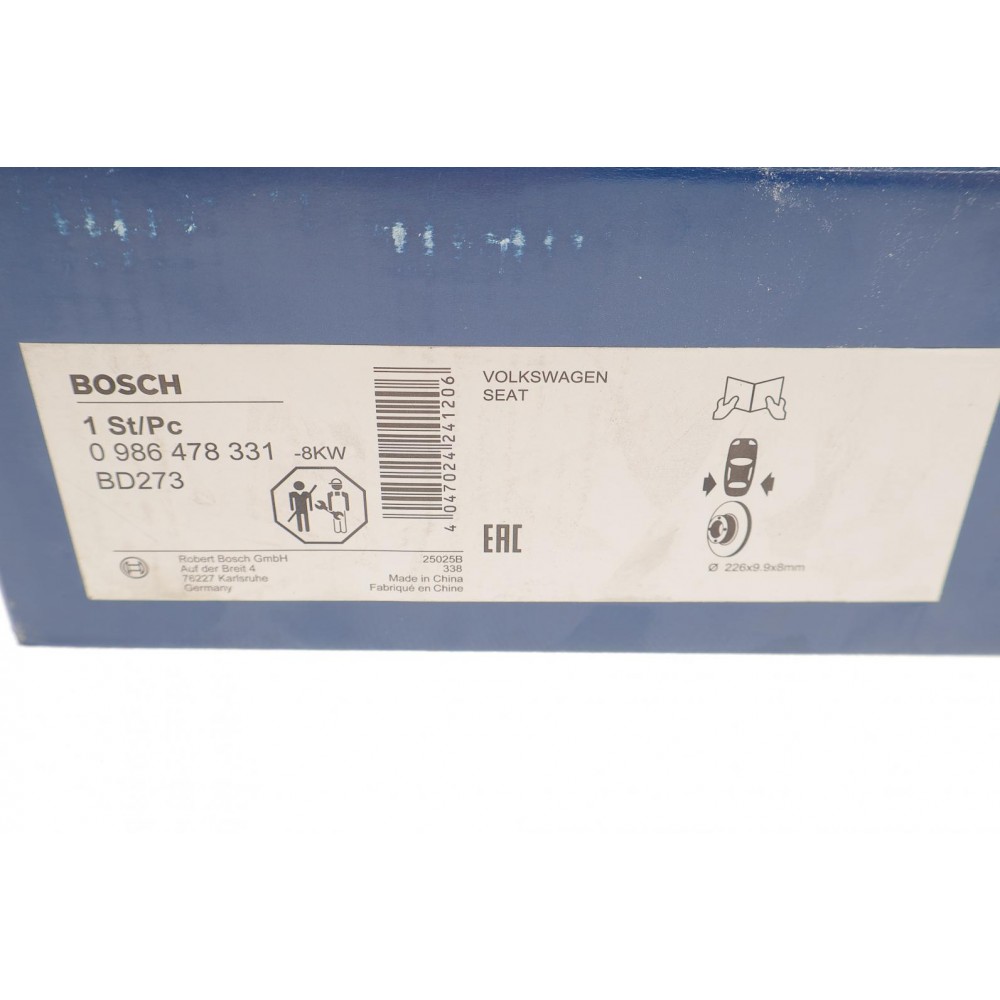 BOSCH
1 St/Pc
0 986 478 331 -8KW
BD273
Robert Bosch GmbH
Auf der Breit 4
76227 Karlsruhe
Germany
25025B
338
Made in China
Fabriqué en Chine
4 047024 241206
VOLKSWAGEN
SEAT
EAC
Ø 226x9.9x8mm